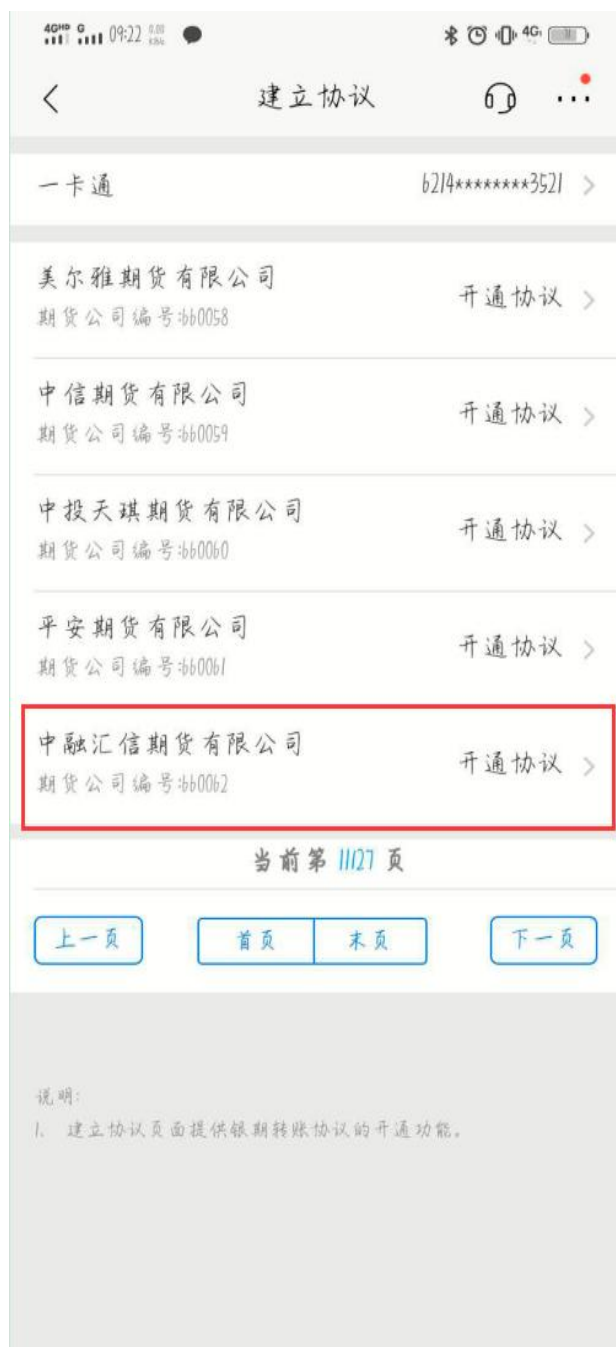 4GHD G 09:22 0.00 KB/s 4G
建立协议
一卡通 6214********3521
美尔雅期货有限公司
期货公司编号:660058
开通协议
中信期货有限公司
期货公司编号:660059
开通协议
中投天琪期货有限公司
期货公司编号:660060
开通协议
平安期货有限公司
期货公司编号:660061
开通协议
中融汇信期货有限公司
期货公司编号:660062
开通协议
当前第 11/27 页
上一页 首页 末页 下一页
说明:
1、 建立协议页面提供银期转账协议的开通功能。